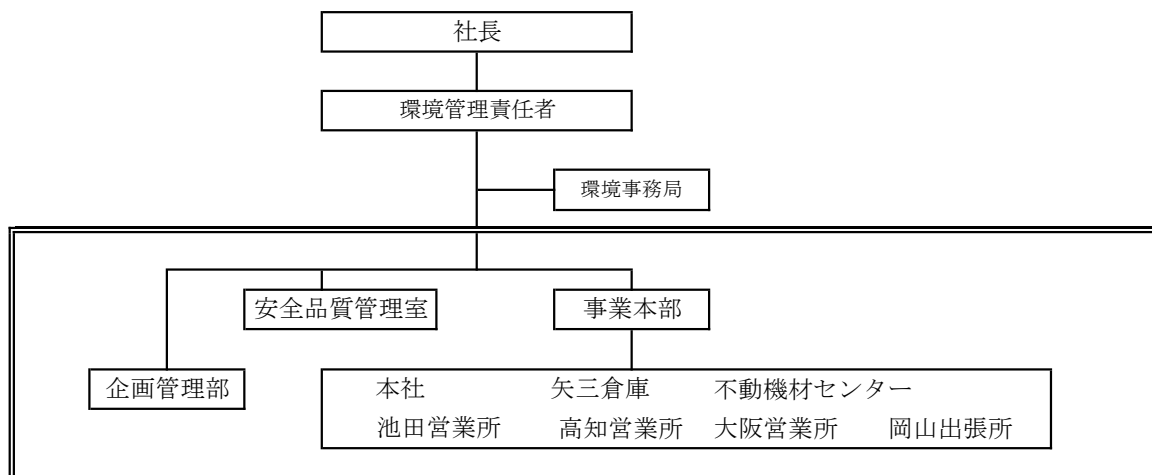 社長
環境管理責任者
環境事務局
安全品質管理室
事業本部
企画管理部
本社 矢三倉庫 不動機材センター
池田営業所 高知営業所 大阪営業所 岡山出張所